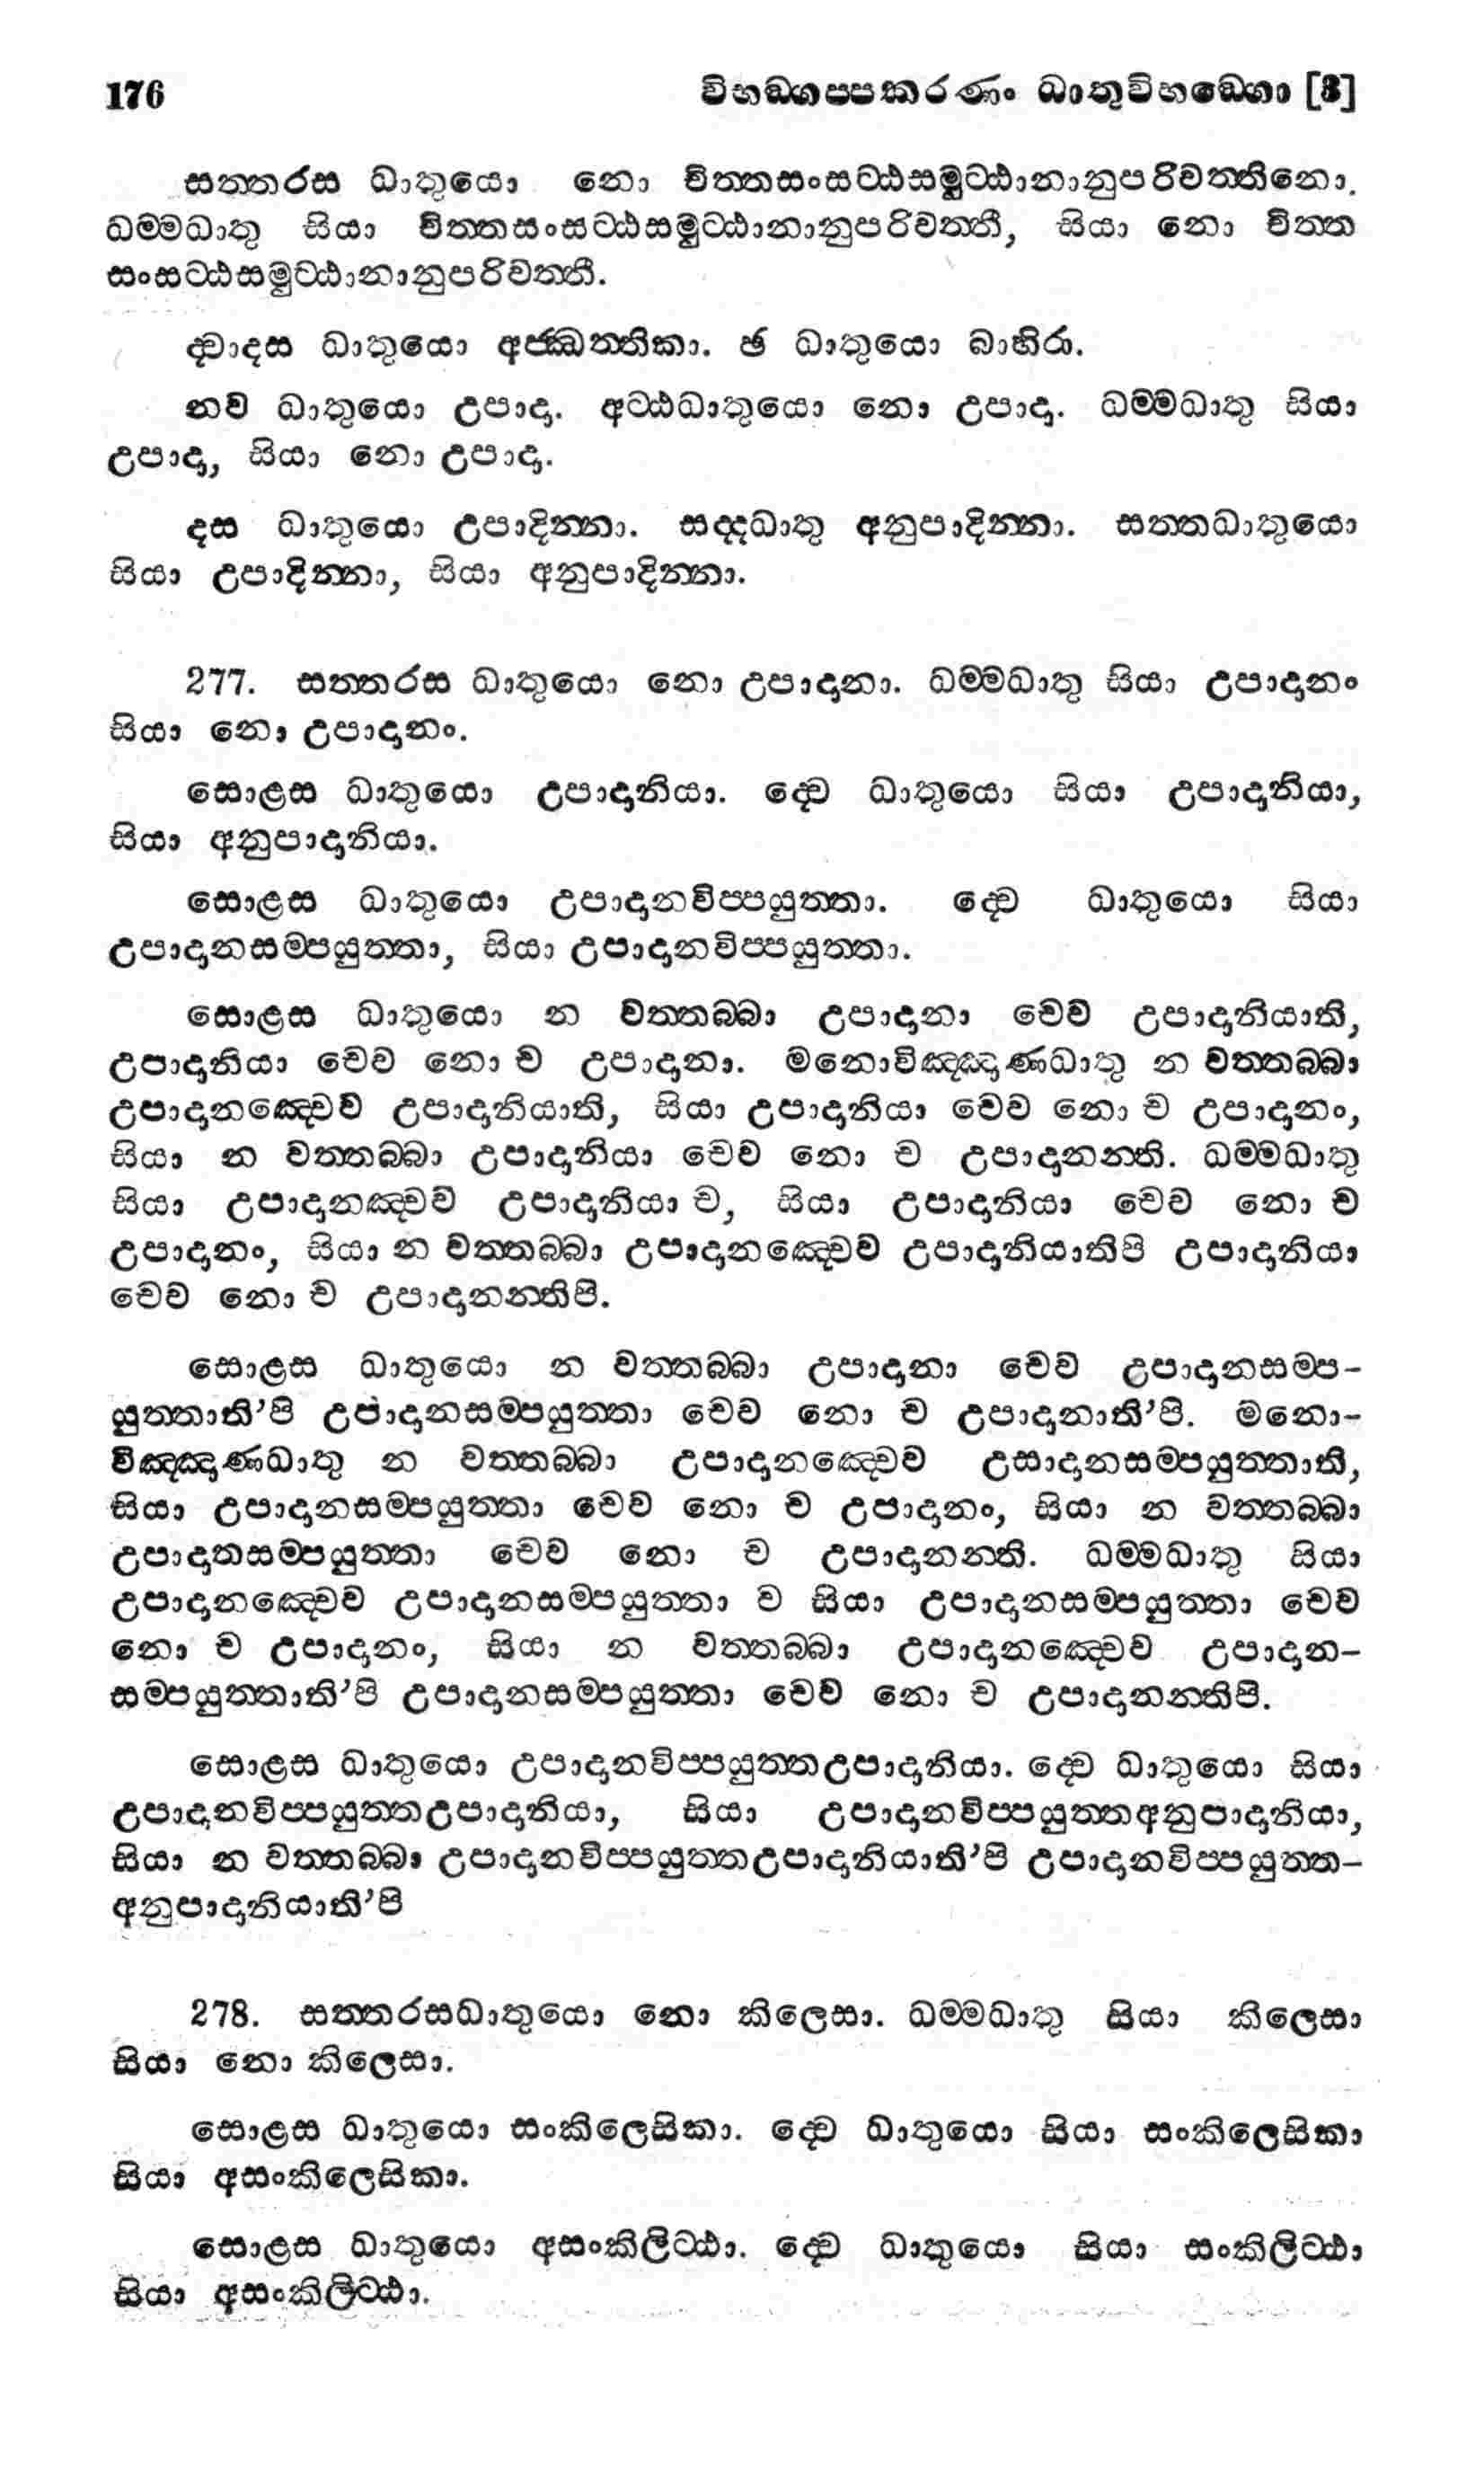 176 විභඞ්ගප්පකරණං ධාතුවිභඞ්ගො [3]
සත්තරස ධාතුයො නො චිත්තසංසට්ඨසමුට්ඨානානුපරිවත්තිනො.
ධම්මධාතු සියා චිත්තසංසට්ඨසමුට්ඨානානුපරිවත්තී, සියා නො චිත්ත
සංසට්ඨසමුට්ඨානානුපරිවත්තී.
ද්වාදස ධාතුයො අජ්ඣත්තිකා. ඡ ධාතුයො බාහිරා.
නව ධාතුයො උපාදා. අට්ඨධාතුයො නො උපාදා. ධම්මධාතු සියා
උපාදා, සියා නො උපාදා.
දස ධාතුයො උපාදින්නා. සද්දධාතු අනුපාදින්නා. සත්තධාතුයො
සියා උපාදින්නා, සියා අනුපාදින්නා.
277. සත්තරස ධාතුයො නො උපාදානා. ධම්මධාතු සියා උපාදානං
සියා නො උපාදානං.
සොළස ධාතුයො උපාදානියා. ද්වෙ ධාතුයො සියා උපාදානියා,
සියා අනුපාදානියා.
සොළස ධාතුයො උපාදානවිප්පයුත්තා. ද්වෙ ධාතුයො සියා
උපාදානසම්පයුත්තා, සියා උපාදානවිප්පයුත්තා.
සොළස ධාතුයො න වත්තබ්බා උපාදානා චෙව උපාදානියාති,
උපාදානියා චෙව නො ච උපාදානා. මනොවිඤ්ඤාණධාතු න වත්තබ්බා
උපාදානඤ්චෙව උපාදානියාති, සියා උපාදානියා චෙව නො ච උපාදානං,
සියා න වත්තබ්බා උපාදානියා චෙව නො ච උපාදානන්ති. ධම්මධාතු
සියා උපාදානඤ්චව උපාදානියා ච, සියා උපාදානියා චෙව නො ච
උපාදානං, සියා න වත්තබ්බා උපාදානඤ්චෙව උපාදානියාතිපි උපාදානියා
චෙව නො ච උපාදානන්තිපි.
සොළස ධාතුයො න වත්තබ්බා උපාදානා චෙව උපාදානසම්ප-
යුත්තාති’පි උපාදානසම්පයුත්තා චෙව නො ච උපාදානාති’පි. මනො-
විඤ්ඤාණධාතු න වත්තබ්බා උපාදානඤ්චෙව උසාදානසම්පයුත්තාති,
සියා උපාදානසම්පයුත්තා චෙව නො ච උපාදානං, සියා න වත්තබ්බා
උපාදානසම්පයුත්තා චෙව නො ච උපාදානන්ති. ධම්මධාතු සියා
උපාදානඤ්චෙව උපාදානසම්පයුත්තා ව සියා උපාදානසම්පයුත්තා චෙව
නො ච උපාදානං, සියා න වත්තබ්බා උපාදානඤ්චෙව උපාදාන-
සම්පයුත්තාති’පි උපාදානසම්පයුත්තා චෙව නො ච උපාදානන්තිපි.
සොළස ධාතුයො උපාදානවිප්පයුත්තඋපාදානියා. ද්වෙ ධාතුයො සියා
උපාදානවිප්පයුත්තඋපාදානියා, සියා උපාදානවිප්පයුත්තඅනුපාදානියා,
සියා න වත්තබ්බා උපාදානවිප්පයුත්තඋපාදානියාති’පි උපාදානවිප්පයුත්ත-
අනුපාදානියාති’පි
278. සත්තරසධාතුයො නො කිලෙසා. ධම්මධාතු සියා කිලෙසා
සියා නො කිලෙසා.
සොළස ධාතුයො සංකිලෙසිකා. ද්වෙ ධාතුයො සියා සංකිලෙසිකා
සියා අසංකිලෙසිකා.
සොළස ධාතුයො අසංකිලිට්ඨා. ද්වෙ ධාතුයො සියා සංකිලිට්ඨා
සියා අසංකිලිට්ඨා.